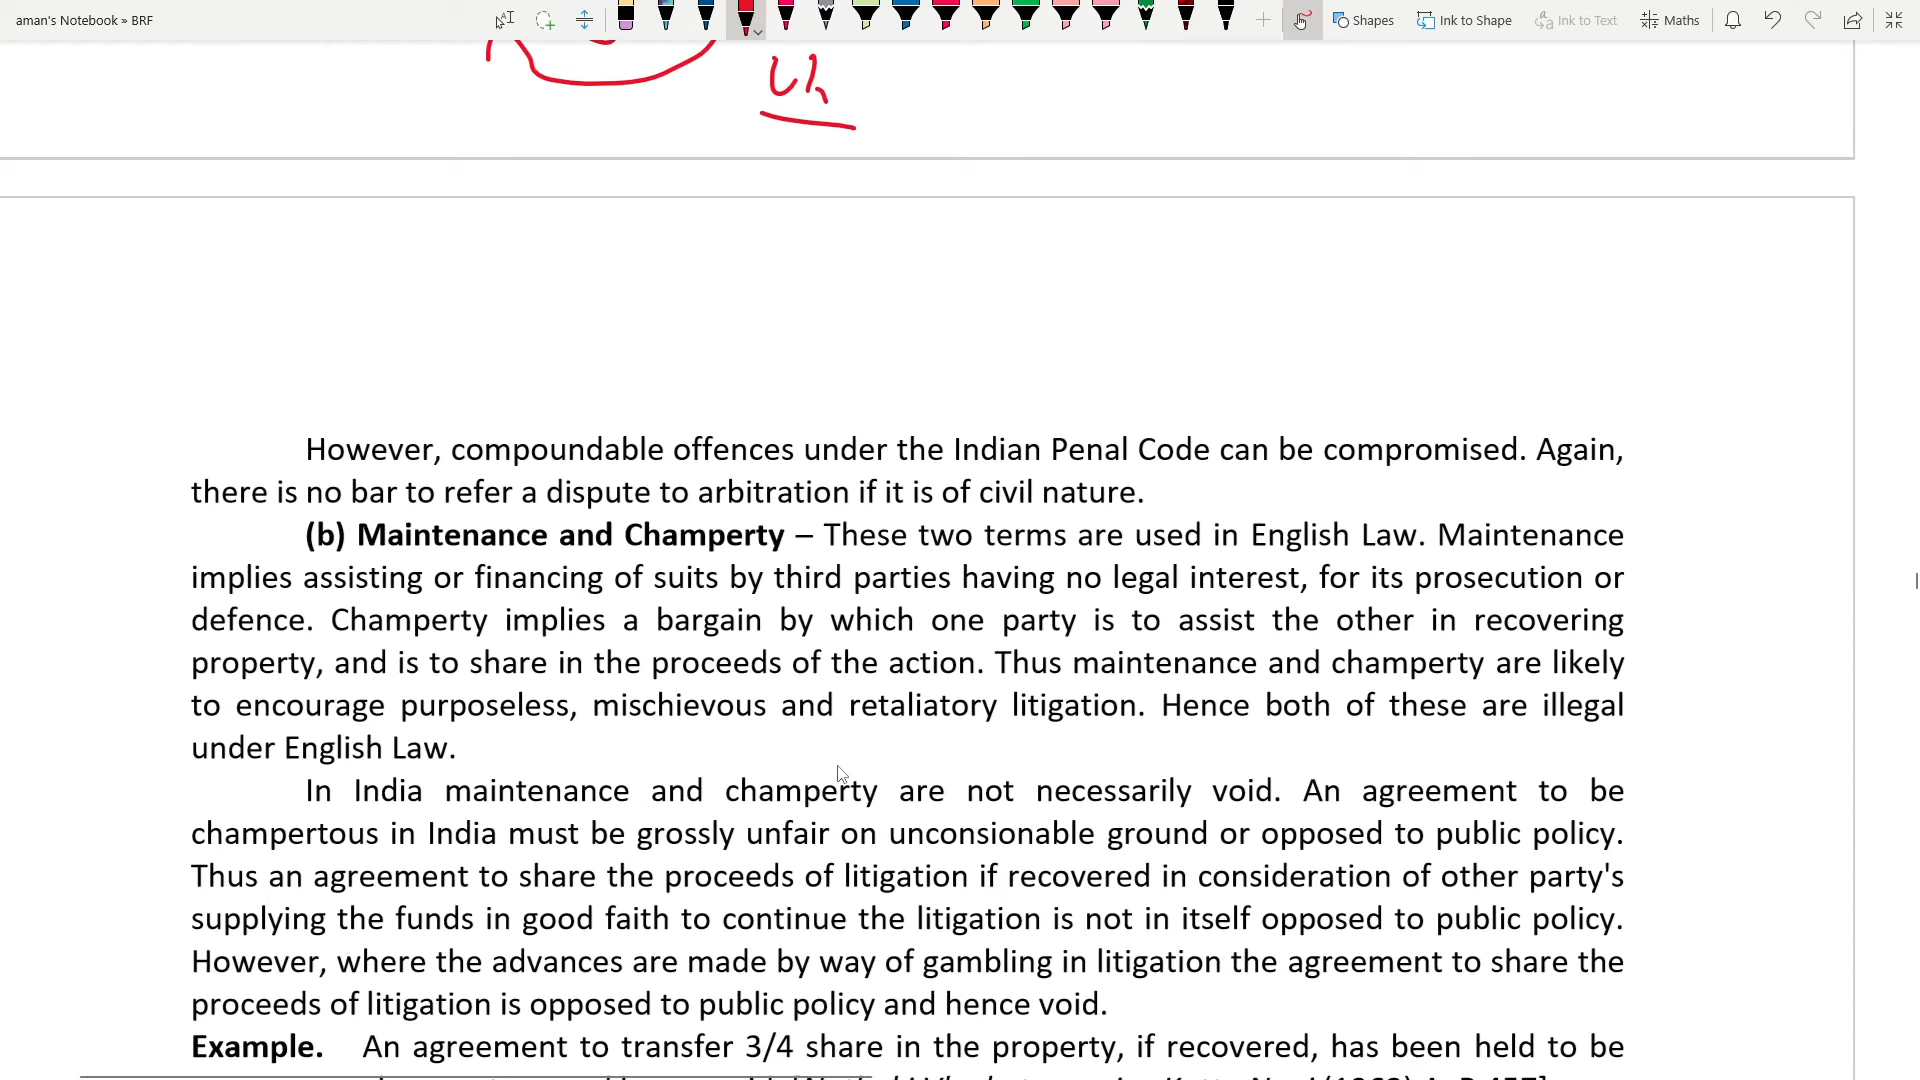 aman's Notebook » BRF
Shapes
Ink to Shape
Ink to Text
Maths
However, compoundable offences under the Indian Penal Code can be compromised. Again,
there is no bar to refer a dispute to arbitration if it is of civil nature.
(b) Maintenance and Champerty – These two terms are used in English Law. Maintenance
implies assisting or financing of suits by third parties having no legal interest, for its prosecution or
defence. Champerty implies a bargain by which one party is to assist the other in recovering
property, and is to share in the proceeds of the action. Thus maintenance and champerty are likely
to encourage purposeless, mischievous and retaliatory litigation. Hence both of these are illegal
under English Law.
In India maintenance and champerty are not necessarily void. An agreement to be
champertous in India must be grossly unfair on unconsionable ground or opposed to public policy.
Thus an agreement to share the proceeds of litigation if recovered in consideration of other party's
supplying the funds in good faith to continue the litigation is not in itself opposed to public policy.
However, where the advances are made by way of gambling in litigation the agreement to share the
proceeds of litigation is opposed to public policy and hence void.
Example. An agreement to transfer 3/4 share in the property, if recovered, has been held to be